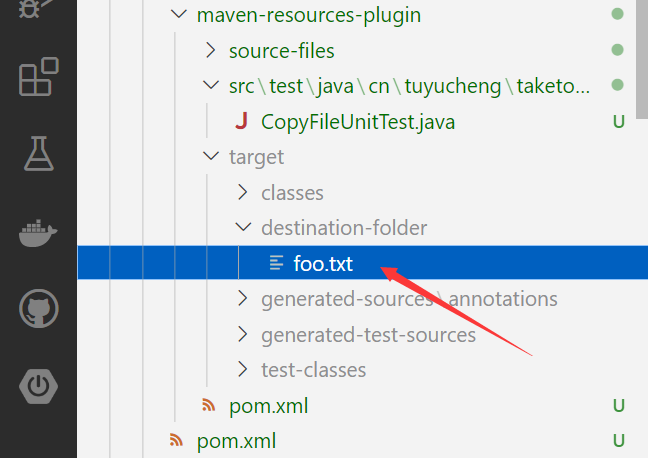 maven-resources-plugin
source-files
src\test\java\cn\tuyucheng\taketo...
J CopyFileUnitTest.java U
target
classes
destination-folder
foo.txt
generated-sources\annotations
generated-test-sources
test-classes
pom.xml U
pom.xml U